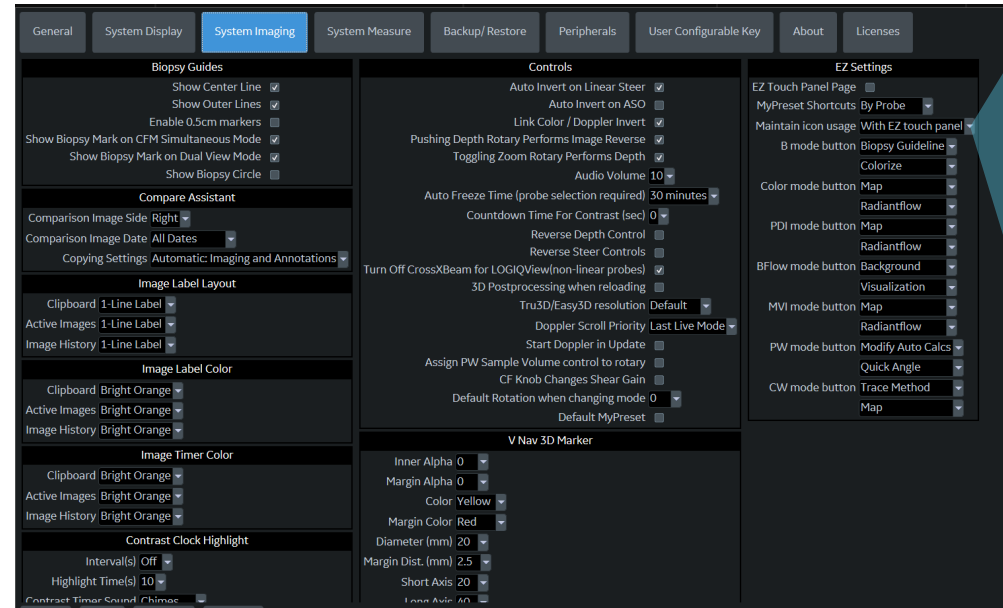 General System Display System Imaging System Measure Backup/Restore Peripherals User Configurable Key About Licenses
Biopsy Guides
Show Center Line
Show Outer Lines
Enable 0.5cm markers
Show Biopsy Mark on CFM Simultaneous Mode
Show Biopsy Mark on Dual View Mode
Show Biopsy Circle
Compare Assistant
Comparison Image Side Right
Comparison Image Date All Dates
Copying Settings Automatic: Imaging and Annotations
Image Label Layout
Clipboard 1-Line Label
Active Images 1-Line Label
Image History 1-Line Label
Image Label Color
Clipboard Bright Orange
Active Images Bright Orange
Image History Bright Orange
Image Timer Color
Clipboard Bright Orange
Active Images Bright Orange
Image History Bright Orange
Contrast Clock Highlight
Interval(s) Off
Highlight Time(s) 10
Contrast Timer Sound Chimes
Controls
Auto Invert on Linear Steer
Auto Invert on ASO
Link Color / Doppler Invert
Pushing Depth Rotary Performs Image Reverse
Toggling Zoom Rotary Performs Depth
Audio Volume 10
Auto Freeze Time (probe selection required) 30 minutes
Countdown Time For Contrast (sec) 0
Reverse Depth Control
Reverse Steer Controls
Turn Off CrossXBeam for LOGIQView(non-linear probes)
3D Postprocessing when reloading
Tru3D/Easy3D resolution Default
Doppler Scroll Priority Last Live Mode
Start Doppler in Update
Assign PW Sample Volume control to rotary
CF Knob Changes Shear Gain
Default Rotation when changing mode 0
Default MyPreset
V Nav 3D Marker
Inner Alpha 0
Margin Alpha 0
Color Yellow
Margin Color Red
Diameter (mm) 20
Margin Dist. (mm) 2.5
Short Axis 20
Long Axis 40
EZ Settings
EZ Touch Panel Page
MyPreset Shortcuts By Probe
Maintain icon usage With EZ touch panel
B mode button Biopsy Guideline
Colorize
Color mode button Map
Radiantflow
PDI mode button Map
Radiantflow
BFlow mode button Background
Visualization
MVI mode button Map
Radiantflow
PW mode button Modify Auto Calcs
Quick Angle
CW mode button Trace Method
Map